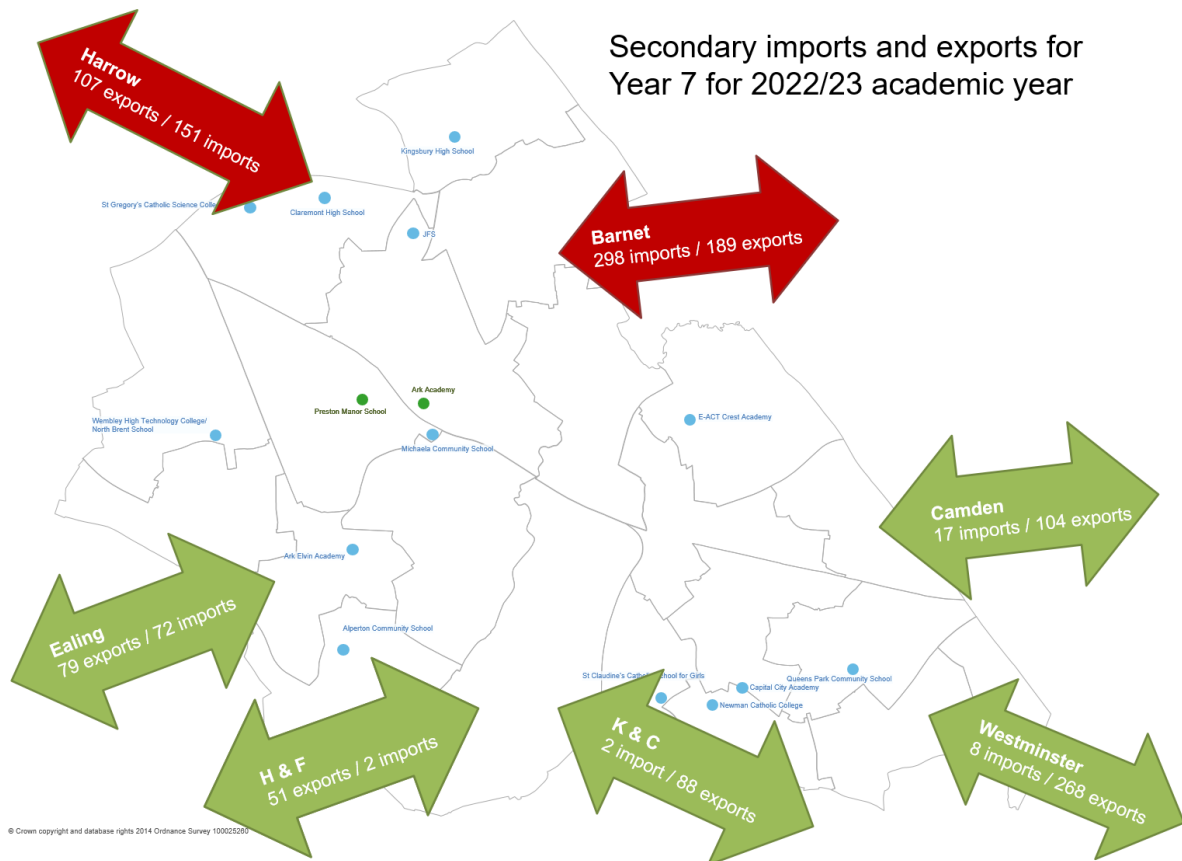 Secondary imports and exports for
Year 7 for 2022/23 academic year
Harrow
107 exports / 151 imports
Kingsbury High School
St Gregory's Catholic Science Colle
Claremont High School
JFS
Barnet
298 imports / 189 exports
Ark Academy
Preston Manor School
Wembley High Technology College/
North Brent School
Michaela Community School
E-ACT Crest Academy
Camden
17 imports / 104 exports
Ark Elvin Academy
Ealing
79 exports / 72 imports
Alperton Community School
St Claudine's Catholic School for Girls
Queens Park Community School
Capital City Academy
Newman Catholic College
H & F
51 exports / 2 imports
K & C
2 import / 88 exports
Westminster
8 imports / 268 exports
© Crown copyright and database rights 2014 Ordnance Survey 100025260